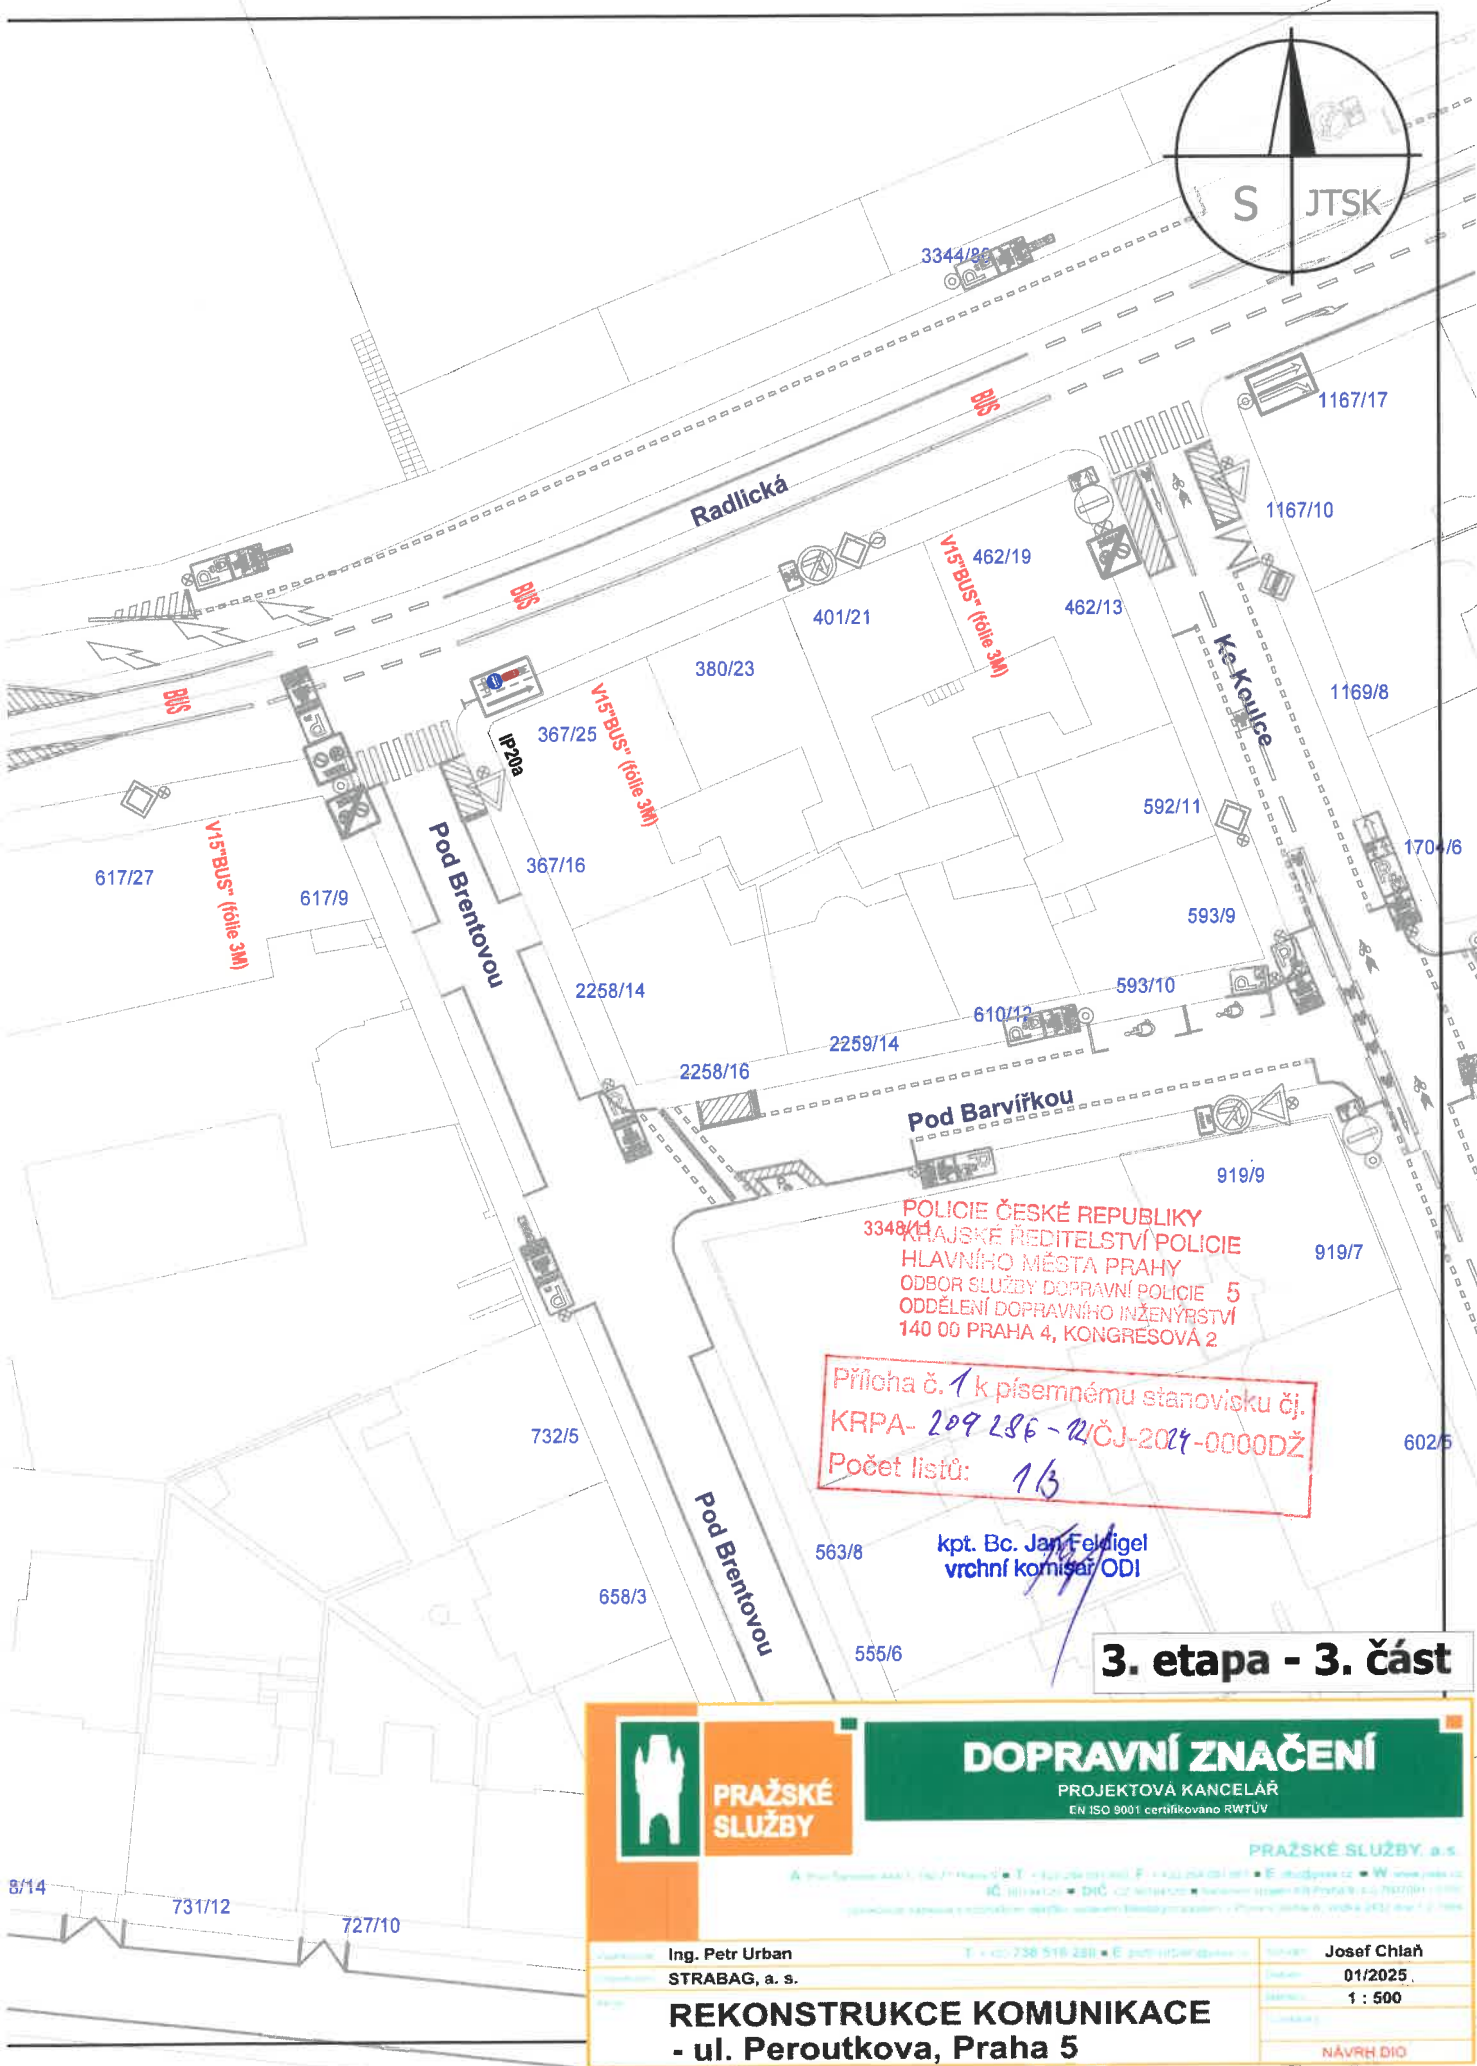 S
JTSK
3344/8
1167/17
BUS
Radlická
1167/10
462/19
V15"BUS" (fólie 3M)
462/13
401/21
BUS
Ke Koulce
380/23
1169/8
BUS
367/25
V15"BUS" (fólie 3M)
IP20a
592/11
1704/6
V15"BUS" (fólie 3M)
Pod Brentovou
367/16
617/27
617/9
593/9
2258/14
593/10
610/12
2259/14
2258/16
Pod Barvířkou
919/9
POLICIE ČESKÉ REPUBLIKY
3348/11
KRAJSKÉ ŘEDITELSTVÍ POLICIE
HLAVNÍHO MĚSTA PRAHY
919/7
ODBOR SLUŽBY DOPRAVNÍ POLICIE 5
ODDĚLENÍ DOPRAVNÍHO INŽENÝRSTVÍ
140 00 PRAHA 4, KONGRESOVÁ 2
Příloha č. 1 k písemnému stanovisku čj.
KRPA- 209 286 - 12/ČJ-2024-0000DŽ
Počet listů: 1/3
732/5
602/5
Pod Brentovou
563/8
kpt. Bc. Jan Feldigel
vrchní komisař ODI
658/3
555/6
3. etapa - 3. část
DOPRAVNÍ ZNAČENÍ
PROJEKTOVÁ KANCELÁŘ
EN ISO 9001 certifikováno RWTÜV
PRAŽSKÉ
SLUŽBY
PRAŽSKÉ SLUŽBY, a.s.
8/14
731/12
727/10
Ing. Petr Urban
Josef Chlaň
STRABAG, a. s.
01/2025
1 : 500
REKONSTRUKCE KOMUNIKACE
- ul. Peroutkova, Praha 5
NÁVRH DIO